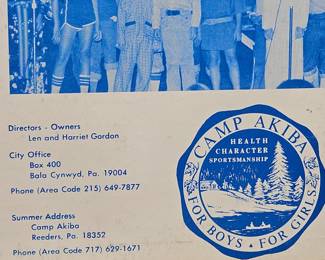 Directors - Owners
Len and Harriet Gordon
City Office
Box 400
Bala Cynwyd, Pa. 19004
Phone (Area Code 215) 649-7877
Summer Address
Camp Akiba
Reeders, Pa. 18352
Phone (Area Code 717) 629-1671
CAMP AKIBA
HEALTH
CHARACTER
SPORTSMANSHIP
FOR BOYS · FOR GIRLS